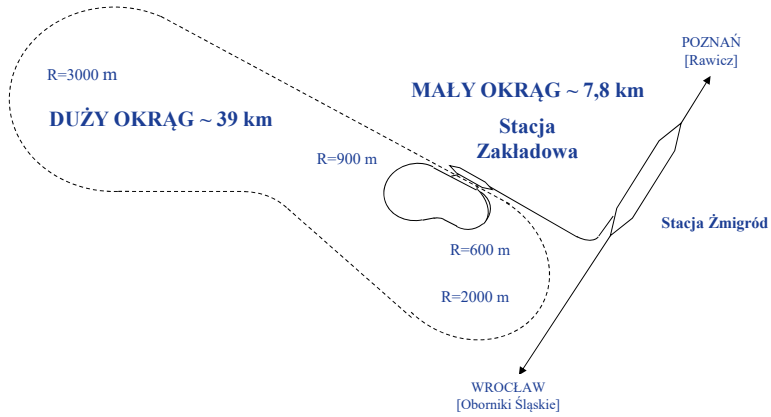 POZNAŃ
[Rawicz]
R=3000 m
MAŁY OKRĄG ~ 7,8 km
DUŻY OKRĄG ~ 39 km
Stacja
Zakładowa
R=900 m
Stacja Żmigród
R=600 m
R=2000 m
WROCŁAW
[Oborniki Śląskie]